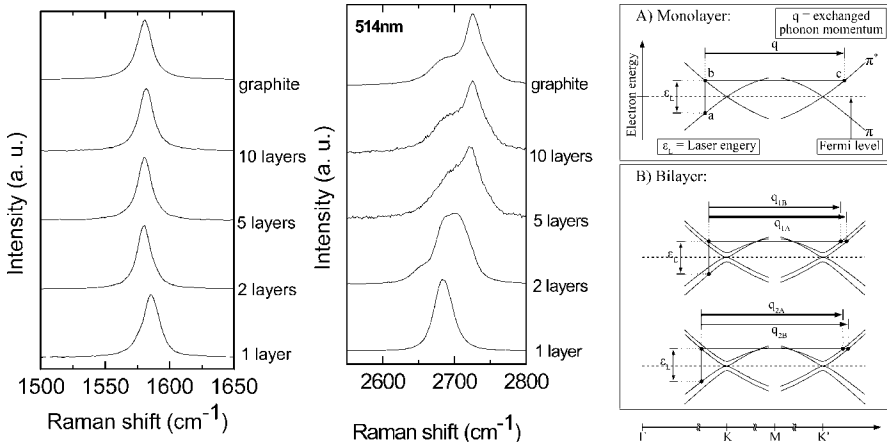 Intensity (a. u.)
graphite
10 layers
5 layers
2 layers
1 layer
1500 1550 1600 1650
Raman shift (cm-1)
514nm
Intensity (a. u.)
graphite
10 layers
5 layers
2 layers
1 layer
2600 2700 2800
Raman shift (cm-1)
A) Monolayer:
q = exchanged
phonon momentum
Electron energy
q
π*
b
c
εL
a
π
εL = Laser engery
Fermi level
B) Bilayer:
q1B
q1A
εL
q2A
q2B
εL
Γ K M K'